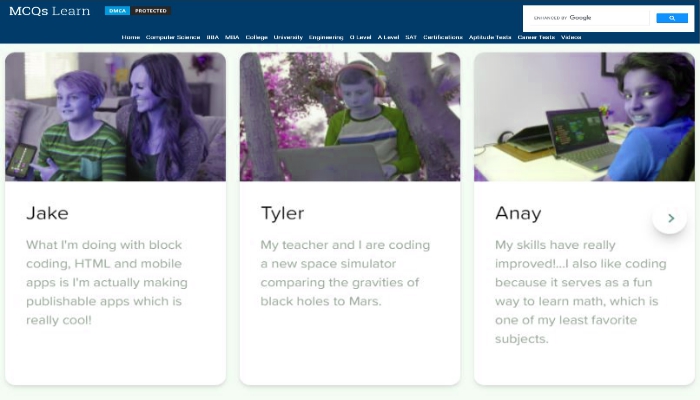 MCQs Learn
DMCA PROTECTED
ENHANCED BY Google
Home Computer Science BBA MBA College University Engineering O Level A Level SAT Certifications Aptitude Tests Career Tests Videos
Jake
What I'm doing with block
coding, HTML and mobile
apps is I'm actually making
publishable apps which is
really cool!
Tyler
My teacher and I are coding
a new space simulator
comparing the gravities of
black holes to Mars.
Anay
My skills have really
improved!...I also like coding
because it serves as a fun
way to learn math, which is
one of my least favorite
subjects.